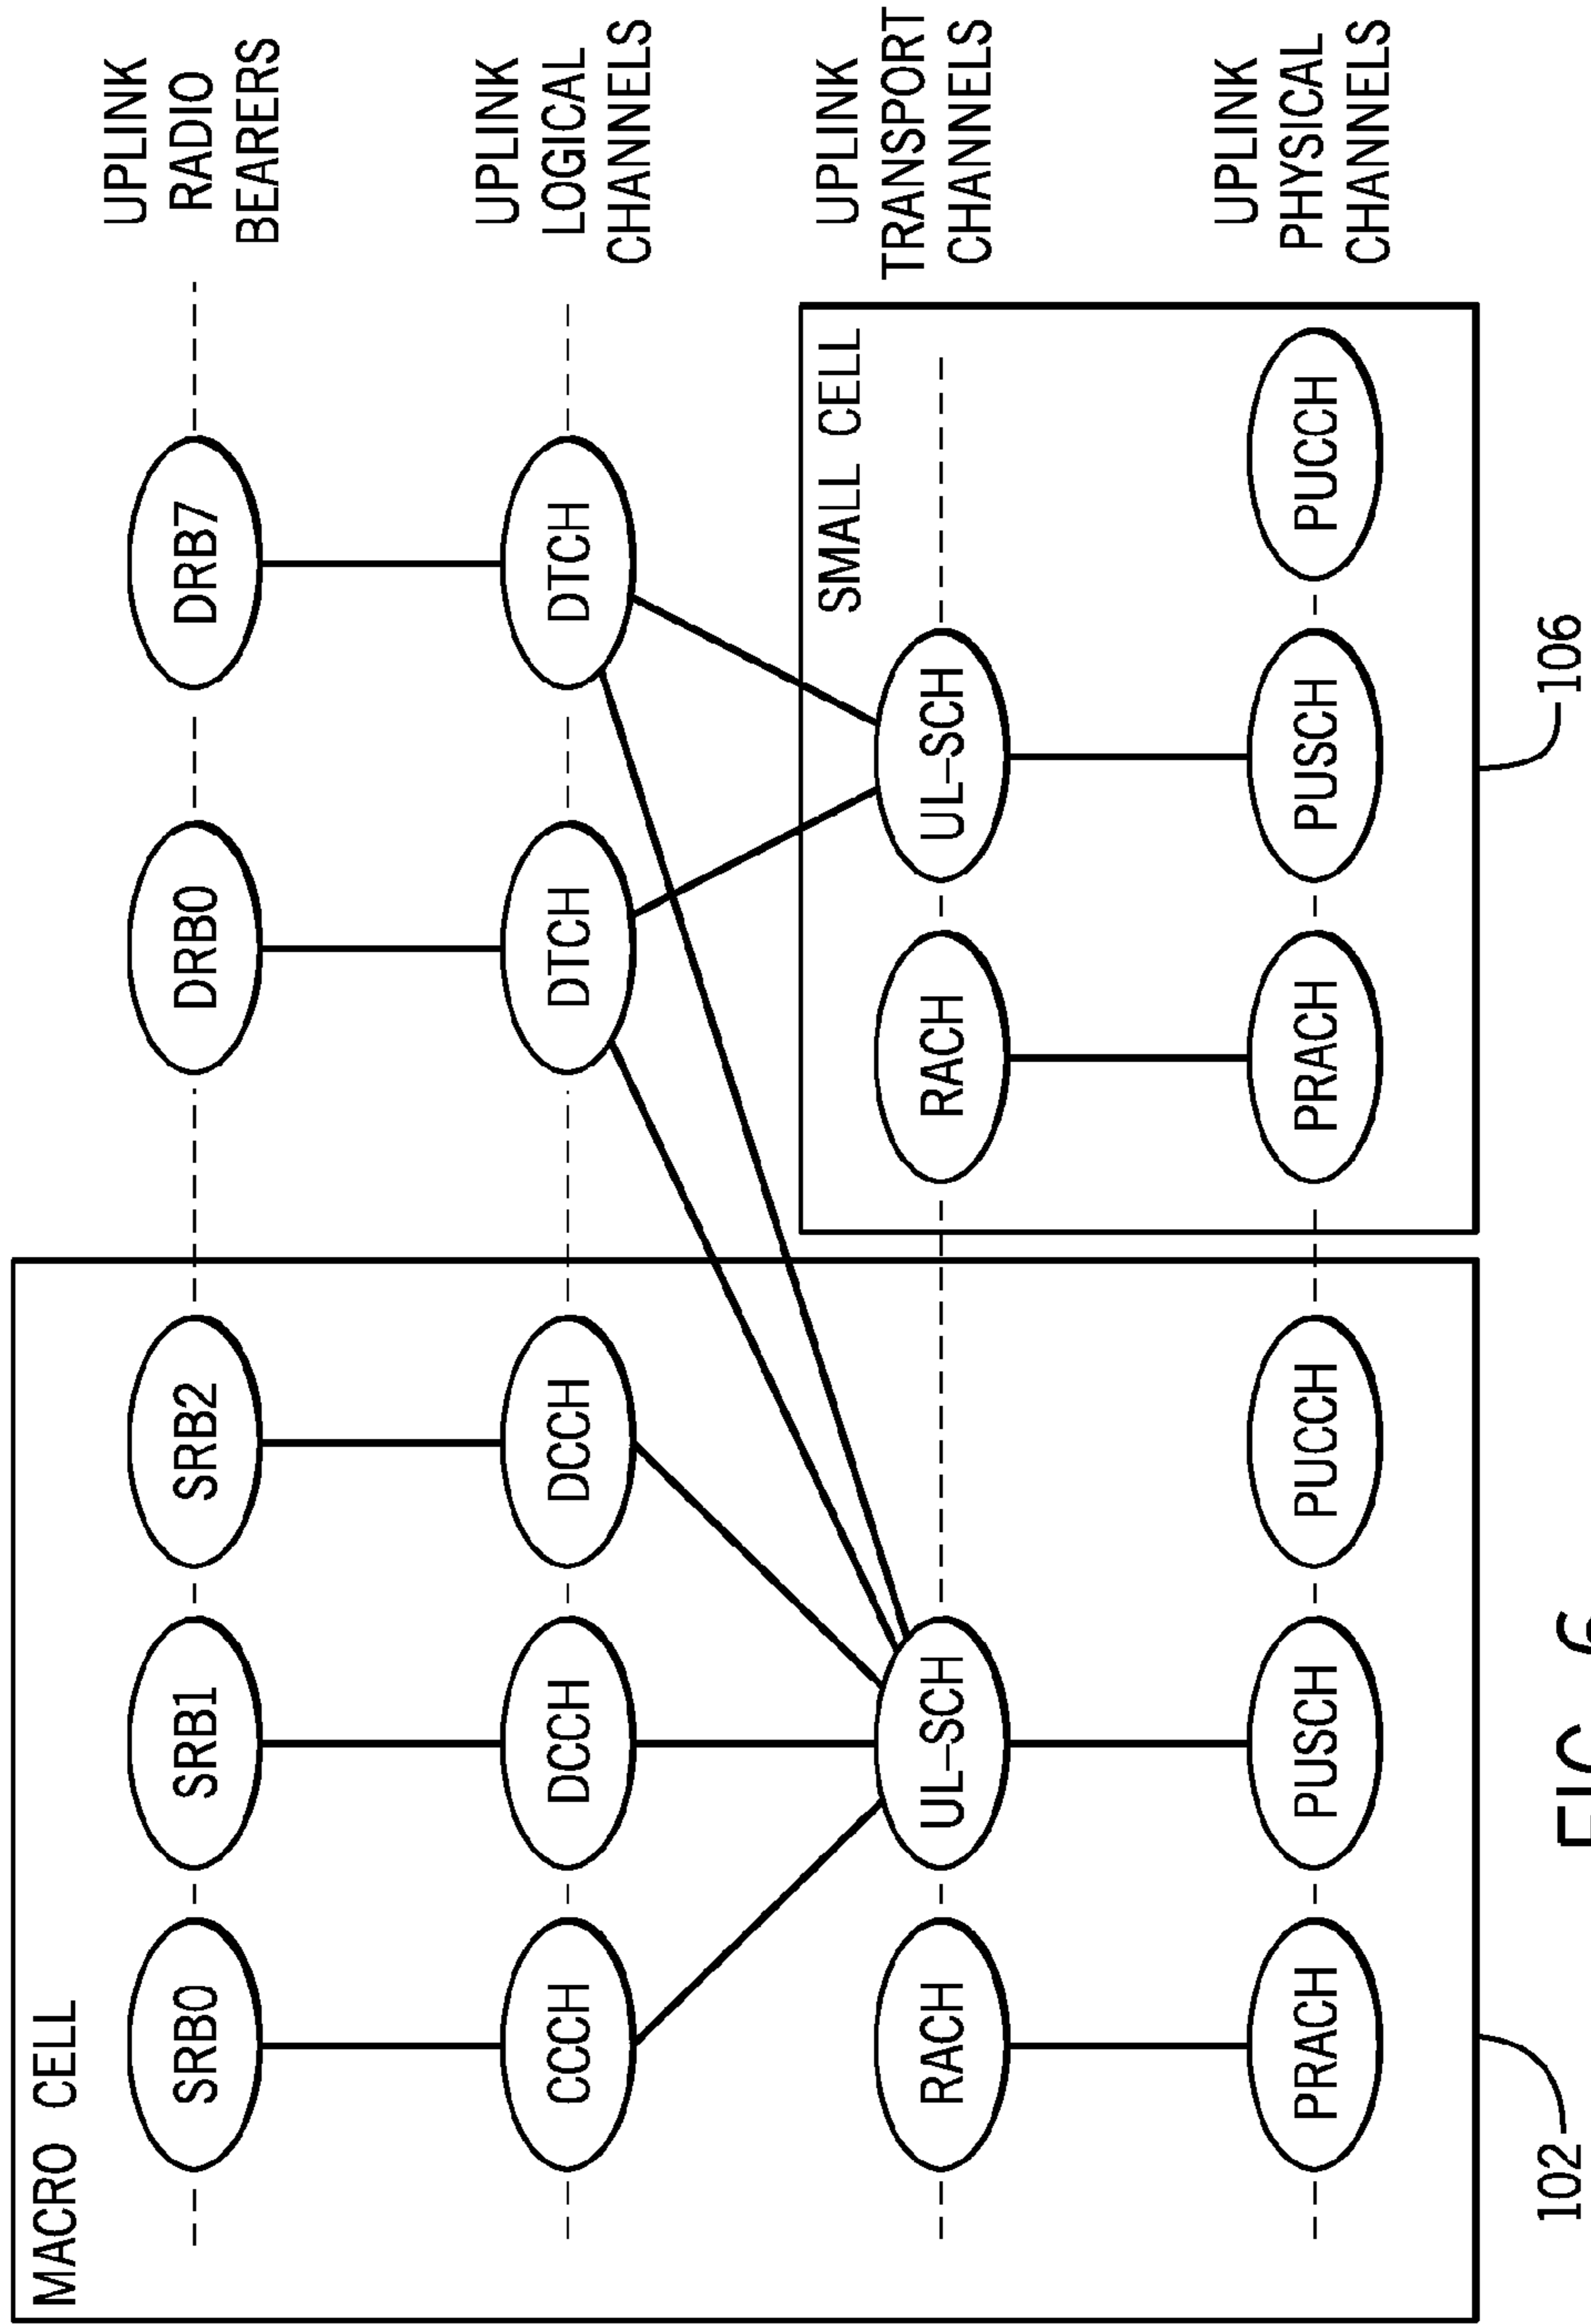 MACRO CELL
SRB0
SRB1
SRB2
DRB0
DRB7
UPLINK
RADIO
BEARERS
CCCH
DCCH
DCCH
DTCH
DTCH
UPLINK
LOGICAL
CHANNELS
SMALL CELL
RACH
UL-SCH
RACH
UL-SCH
UPLINK
TRANSPORT
CHANNELS
PRACH
PUSCH
PUCCH
PRACH
PUSCH
PUCCH
UPLINK
PHYSICAL
CHANNELS
102
106